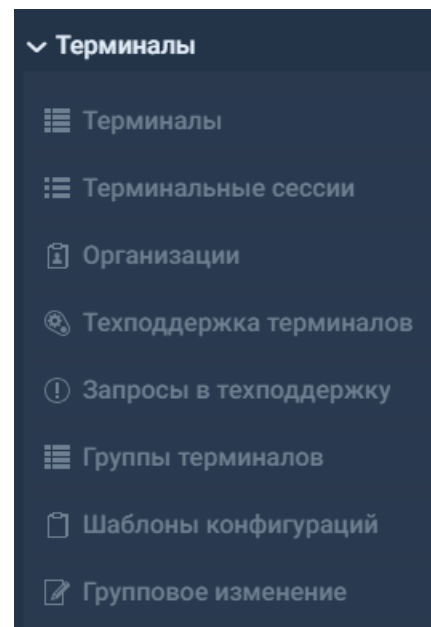 Терминалы
Терминалы
Терминальные сессии
Организации
Техподдержка терминалов
Запросы в техподдержку
Группы терминалов
Шаблоны конфигураций
Групповое изменение